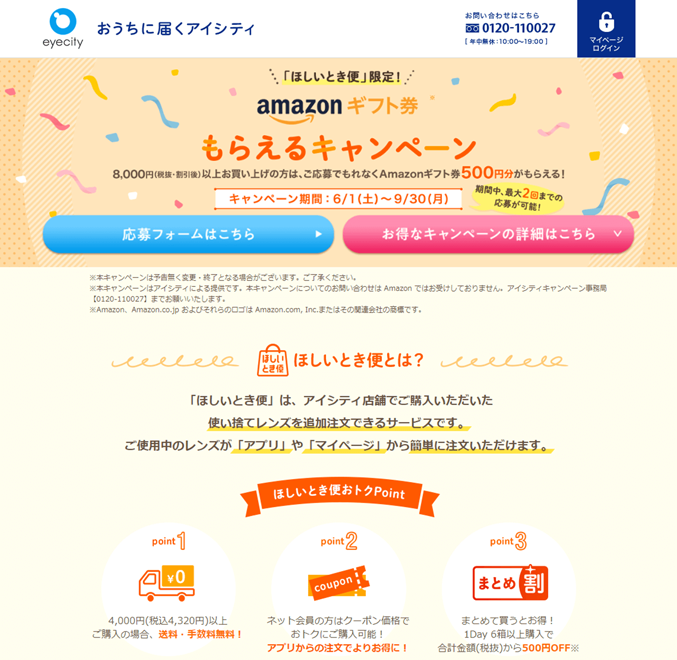 eyecity
おうちに届くアイシティ
お問い合わせはこちら
0120-110027
[ 年中無休：10:00～19:00 ]
マイページ
ログイン
「ほしいとき便」限定！
amazonギフト券
もらえるキャンペーン
8,000円(税抜・割引後)以上お買い上げの方は、ご応募でもれなくAmazonギフト券500円分がもらえる！
キャンペーン期間：6/1(土)～9/30(月)
期間中、最大2回までの
応募が可能！
応募フォームはこちら
お得なキャンペーンの詳細はこちら
※本キャンペーンは予告無く変更・終了となる場合がございます。ご了承ください。
※本キャンペーンはアイシティによる提供です。本キャンペーンについてのお問い合わせは Amazon ではお受けしておりません。アイシティキャンペーン事務局
【0120-110027】までお願いいたします。
※Amazon、Amazon.co.jp およびそれらのロゴは Amazon.com, Inc.またはその関連会社の商標です。
ほしい
とき便
ほしいとき便とは？
「ほしいとき便」は、アイシティ店舗でご購入いただいた
使い捨てレンズを追加注文できるサービスです。
ご使用中のレンズが「アプリ」や「マイページ」から簡単に注文いただけます。
ほしいとき便おトクPoint
point1
¥0
4,000円(税込4,320円)以上
ご購入の場合、送料・手数料無料！
point2
coupon
ネット会員の方はクーポン価格で
おトクにご購入可能！
アプリからの注文でよりお得に！
point3
まとめ割
まとめて買うとお得！
1Day 6箱以上購入で
合計金額(税抜)から500円OFF※